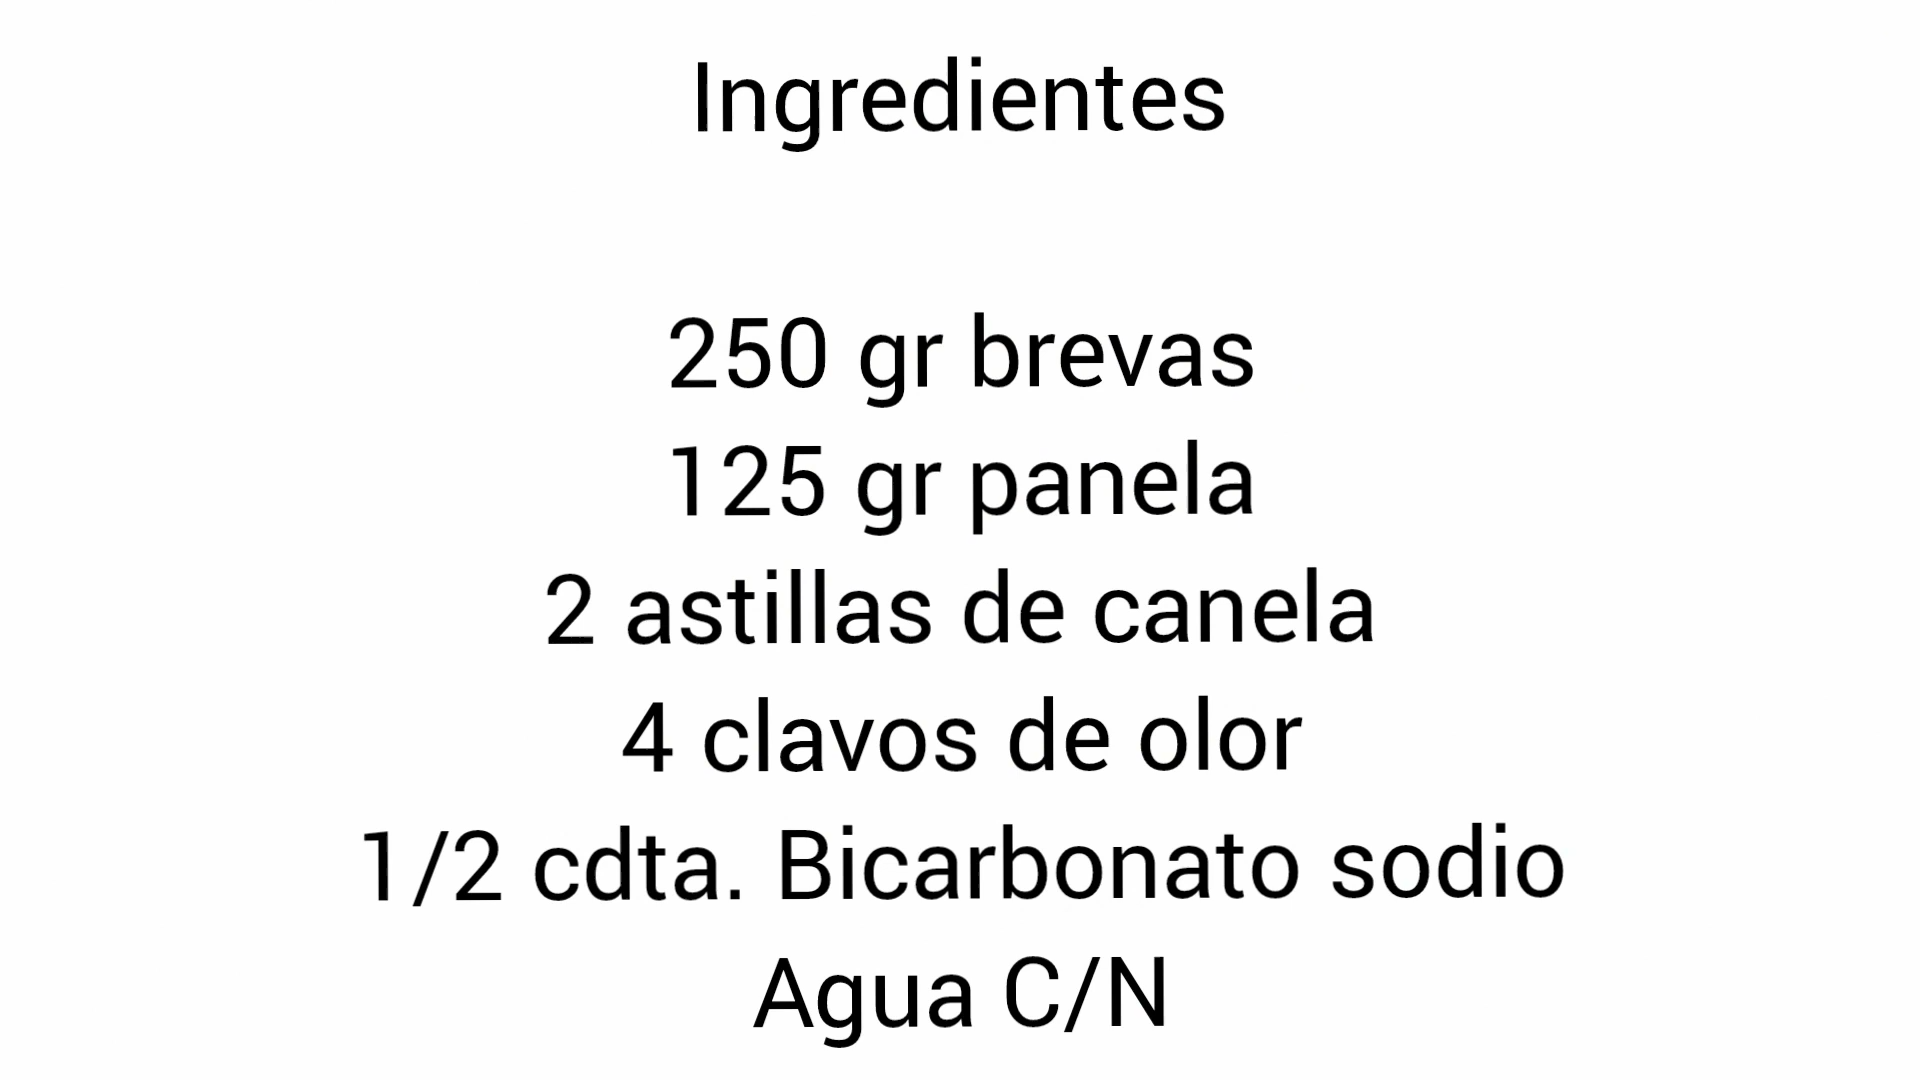 Ingredientes
250 gr brevas
125 gr panela
2 astillas de canela
4 clavos de olor
1/2 cdta. Bicarbonato sodio
Agua C/N